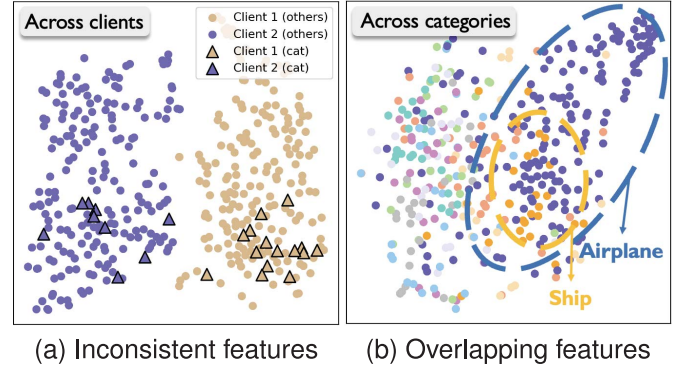 Across clients
Client 1 (others)
Client 2 (others)
Client 1 (cat)
Client 2 (cat)
Across categories
Airplane
Ship
(a) Inconsistent features
(b) Overlapping features